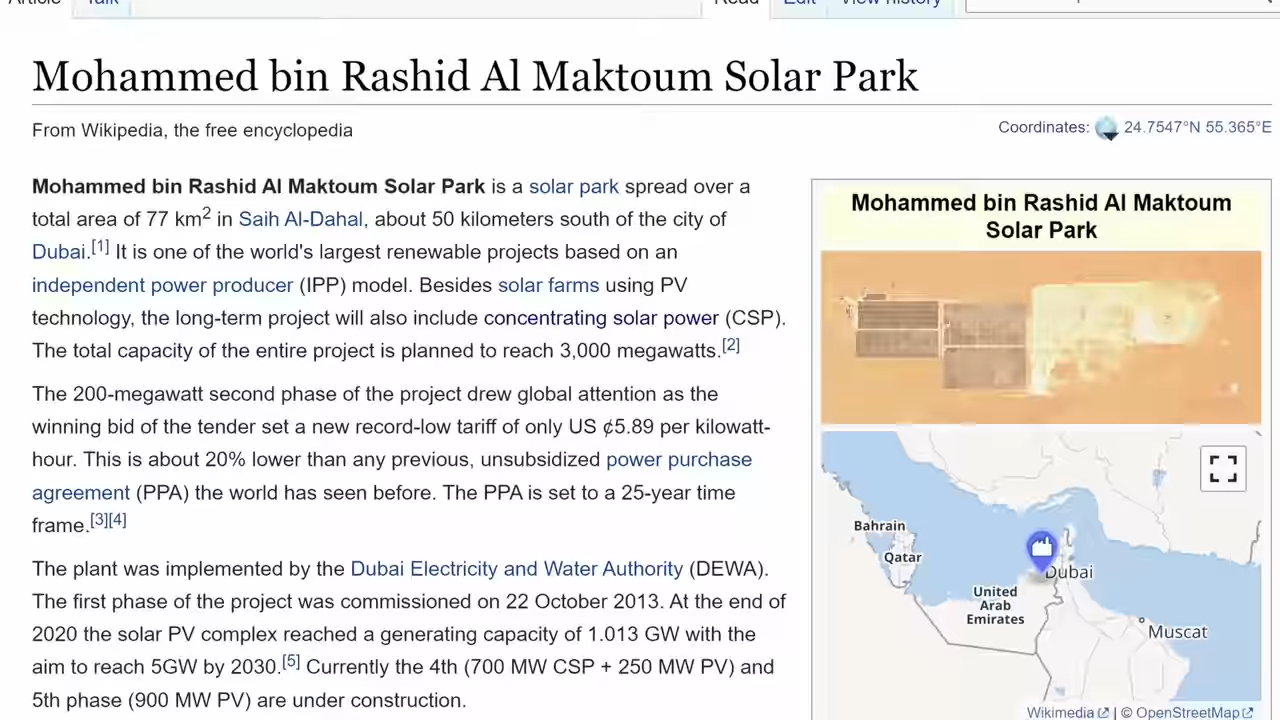 Article Talk Read Edit View history
Mohammed bin Rashid Al Maktoum Solar Park
From Wikipedia, the free encyclopedia
Coordinates: 24.7547°N 55.365°E
Mohammed bin Rashid Al Maktoum Solar Park is a solar park spread over a
total area of 77 km2 in Saih Al-Dahal, about 50 kilometers south of the city of
Dubai.[1] It is one of the world's largest renewable projects based on an
independent power producer (IPP) model. Besides solar farms using PV
technology, the long-term project will also include concentrating solar power (CSP).
The total capacity of the entire project is planned to reach 3,000 megawatts.[2]
The 200-megawatt second phase of the project drew global attention as the
winning bid of the tender set a new record-low tariff of only US ¢5.89 per kilowatt-
hour. This is about 20% lower than any previous, unsubsidized power purchase
agreement (PPA) the world has seen before. The PPA is set to a 25-year time
frame.[3][4]
The plant was implemented by the Dubai Electricity and Water Authority (DEWA).
The first phase of the project was commissioned on 22 October 2013. At the end of
2020 the solar PV complex reached a generating capacity of 1.013 GW with the
aim to reach 5GW by 2030.[5] Currently the 4th (700 MW CSP + 250 MW PV) and
5th phase (900 MW PV) are under construction.
Mohammed bin Rashid Al Maktoum
Solar Park
Bahrain
Qatar
Dubai
United
Arab
Emirates
Muscat
Wikimedia | © OpenStreetMap